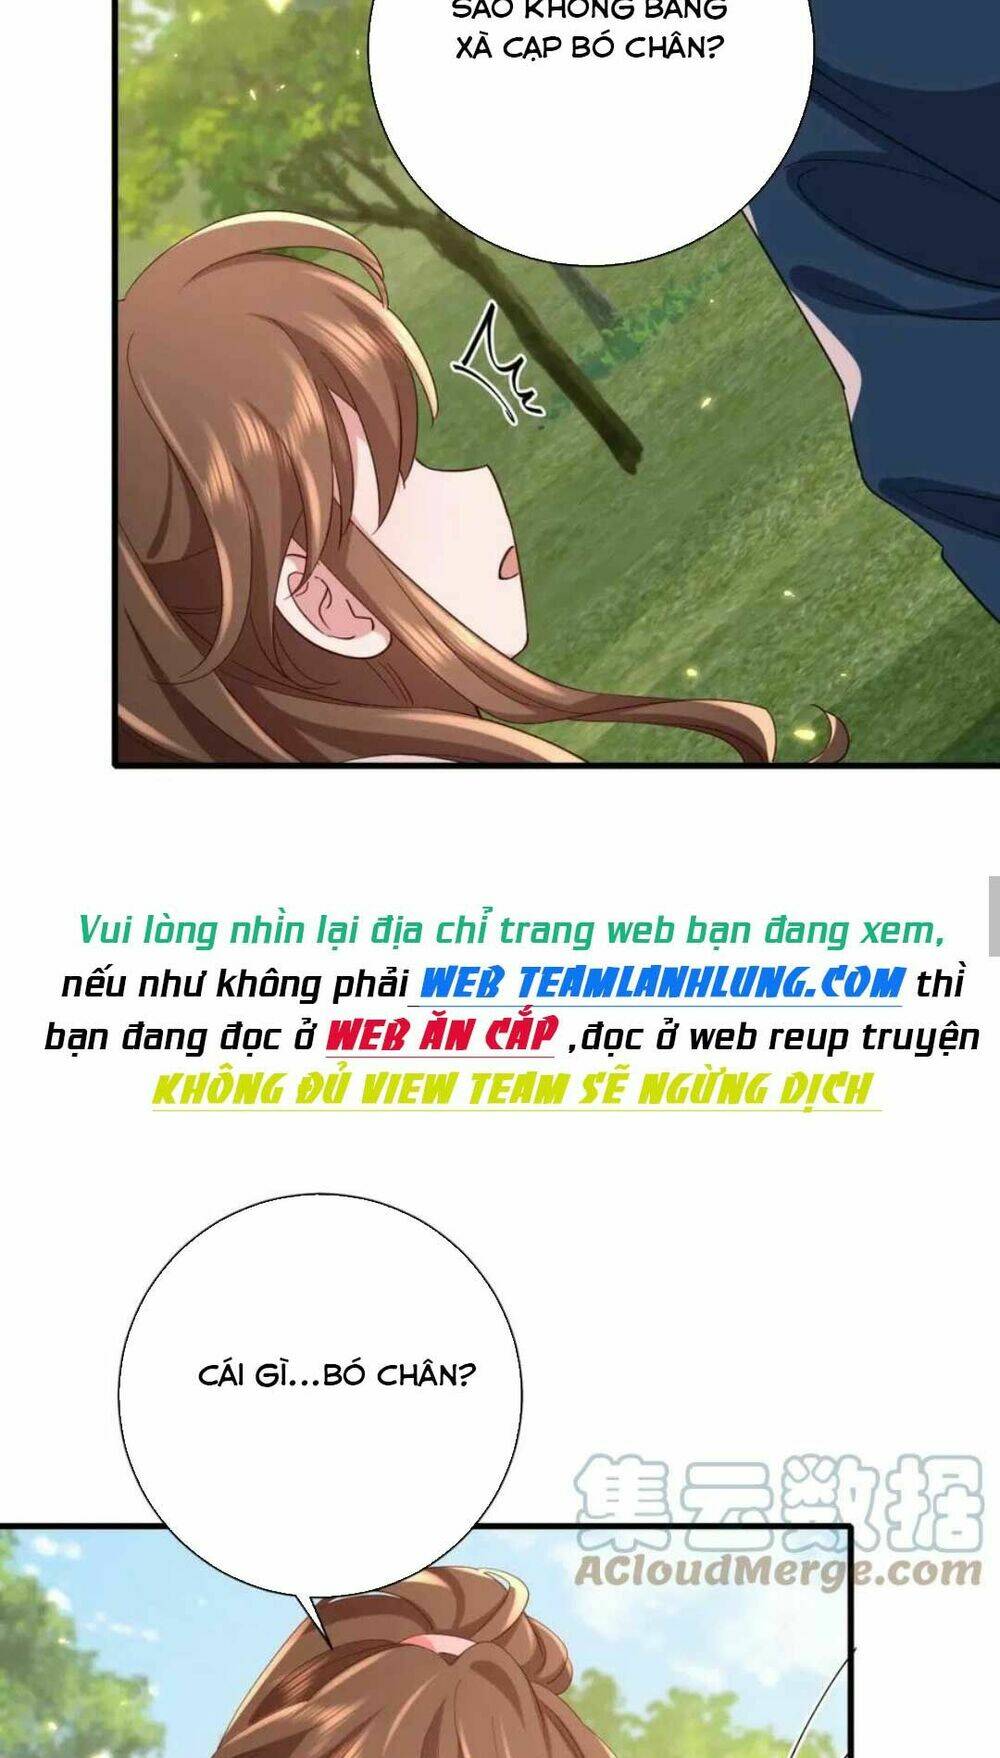 SAO KHÔNG BĂNG
XÀ CẠP BÓ CHÂN?
Vui lòng nhìn lại địa chỉ trang web bạn đang xem,
nếu như không phải WEB TEAMLANHLUNG.COM thì
bạn đang đọc ở WEB ĂN CẮP ,đọc ở web reup truyện
KHÔNG ĐỦ VIEW TEAM SẼ NGỪNG DỊCH
CÁI GÌ...BÓ CHÂN?
集云数据
ACloudMerge.com